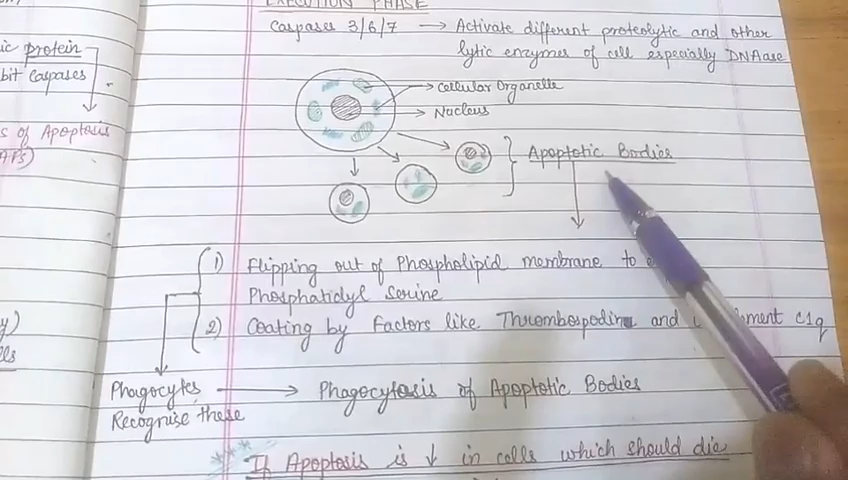 EXECUTION PHASE
ic protein
bit Caspases
s of Apoptosis
Caspases 3/6/7 → Activate different proteolytic and other
lytic enzymes of cell especially DNAase
Cellular Organelle
Nucleus
Apoptotic Bodies
1) Flipping out of Phospholipid membrane to
Phosphatidyl Serine
2) Coating by Factors like Thrombospodin and C1q
Phagocytes → Phagocytosis of Apoptotic Bodies
Recognise these
If Apoptosis is ↓ in cells which should die